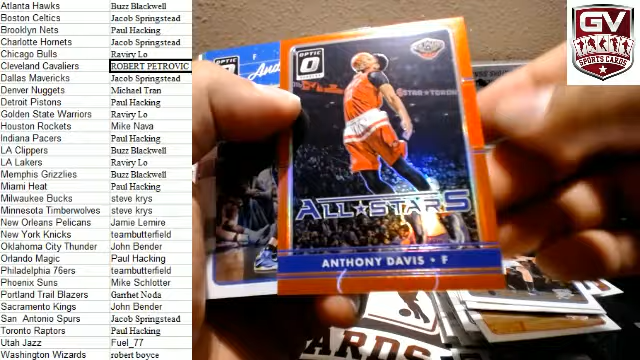 Atlanta Hawks Buzz Blackwell
Boston Celtics Jacob Springstead
Brooklyn Nets Paul Hacking
Charlotte Hornets Jacob Springstead
Chicago Bulls Raviry Lo
Cleveland Cavaliers ROBERT PETROVIC
Dallas Mavericks Jacob Springstead
Denver Nuggets Michael Tran
Detroit Pistons Paul Hacking
Golden State Warriors Raviry Lo
Houston Rockets Mike Nava
Indiana Pacers Paul Hacking
LA Clippers Buzz Blackwell
LA Lakers Raviry Lo
Memphis Grizzlies Buzz Blackwell
Miami Heat Paul Hacking
Milwaukee Bucks steve krys
Minnesota Timberwolves steve krys
New Orleans Pelicans Jamie Lemire
New York Knicks teambutterfield
Oklahoma City Thunder John Bender
Orlando Magic Paul Hacking
Philadelphia 76ers teambutterfield
Phoenix Suns Mike Schlotter
Portland Trail Blazers Garrhet Noda
Sacramento Kings John Bender
San Antonio Spurs Jacob Springstead
Toronto Raptors Paul Hacking
Utah Jazz Fuel_77
Washington Wizards robert boyce
GV
SPORTS CARDS
F
OPTIC
ALL★STARS
ANTHONY DAVIS • F
ARDS